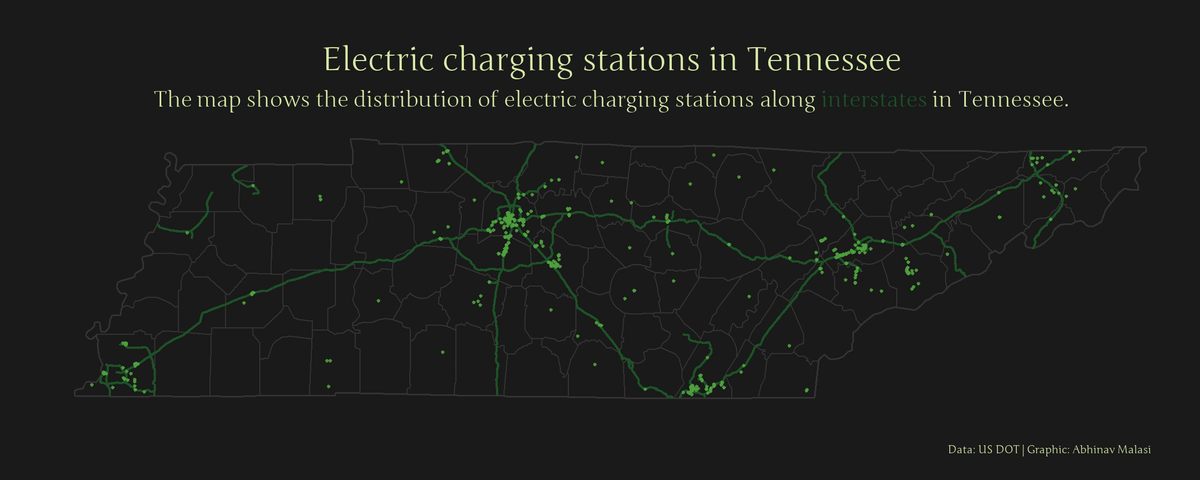 Electric charging stations in Tennessee
The map shows the distribution of electric charging stations along interstates in Tennessee.
Data: US DOT | Graphic: Abhinav Malasi